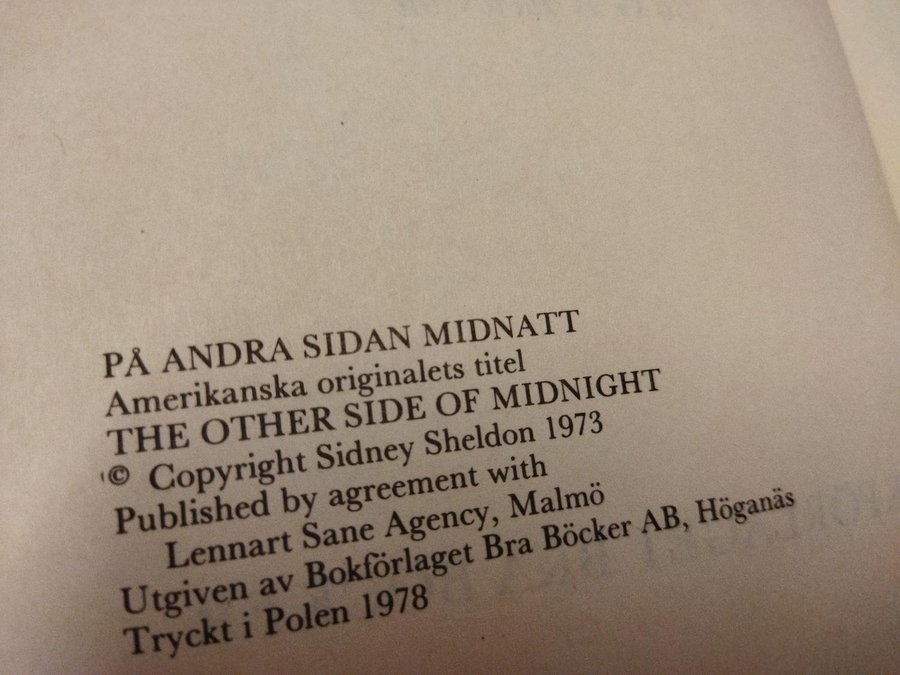 PÅ ANDRA SIDAN MIDNATT
Amerikanska originalets titel
THE OTHER SIDE OF MIDNIGHT
© Copyright Sidney Sheldon 1973
Published by agreement with
Lennart Sane Agency, Malmö
Utgiven av Bokförlaget Bra Böcker AB, Höganäs
Tryckt i Polen 1978